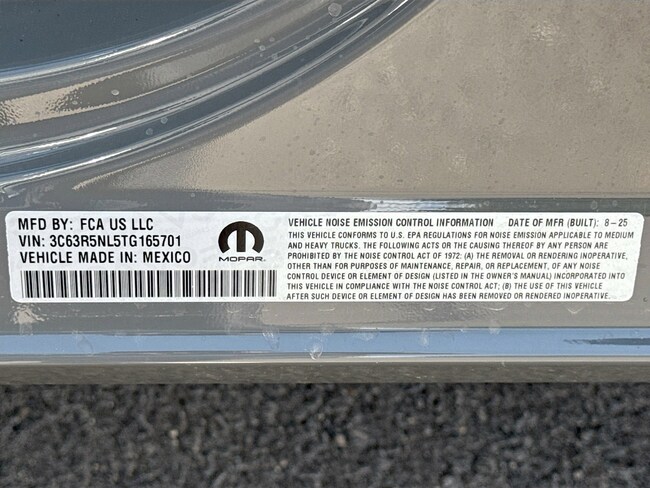 MFD BY: FCA US LLC
VIN: 3C63R5NL5TG165701
VEHICLE MADE IN: MEXICO
MOPAR.
VEHICLE NOISE EMISSION CONTROL INFORMATION DATE OF MFR (BUILT): 8-25
THIS VEHICLE CONFORMS TO U.S. EPA REGULATIONS FOR NOISE EMISSION APPLICABLE TO MEDIUM
AND HEAVY TRUCKS. THE FOLLOWING ACTS OR THE CAUSING THEREOF BY ANY PERSON ARE
PROHIBITED BY THE NOISE CONTROL ACT OF 1972: (A) THE REMOVAL OR RENDERING INOPERATIVE,
OTHER THAN FOR PURPOSES OF MAINTENANCE, REPAIR, OR REPLACEMENT, OF ANY NOISE
CONTROL DEVICE OR ELEMENT OF DESIGN (LISTED IN THE OWNER'S MANUAL) INCORPORATED INTO
THIS VEHICLE IN COMPLIANCE WITH THE NOISE CONTROL ACT; (B) THE USE OF THIS VEHICLE
AFTER SUCH DEVICE OR ELEMENT OF DESIGN HAS BEEN REMOVED OR RENDERED INOPERATIVE.